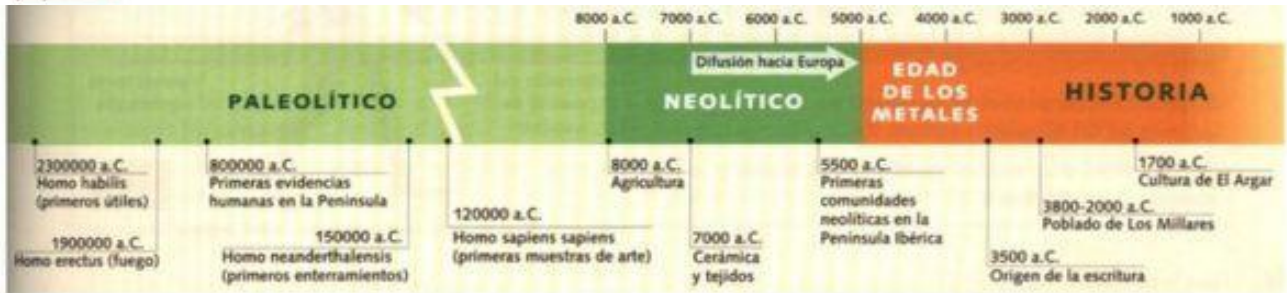 8000 a.C. 7000 a.C. 6000 a.C. 5000 a.C. 4000 a.C. 3000 a.C. 2000 a.C. 1000 a.C.
Difusión hacia Europa
PALEOLÍTICO
NEOLÍTICO
EDAD
DE LOS
METALES
HISTORIA
2300000 a.C.
Homo habilis
(primeros útiles)
1900000 a.C.
Homo erectus (fuego)
800000 a.C.
Primeras evidencias
humanas en la Peninsula
150000 a.C.
Homo neanderthalensis
(primeros enterramientos)
120000 a.C.
Homo sapiens sapiens
(primeras muestras de arte)
8000 a.C.
Agricultura
7000 a.C.
Cerámica
y tejidos
5500 a.C.
Primeras
comunidades
neolíticas en la
Península Ibérica
3500 a.C.
Origen de la escritura
3800-2000 a.C.
Poblado de Los Millares
1700 a.C.
Cultura de El Argar